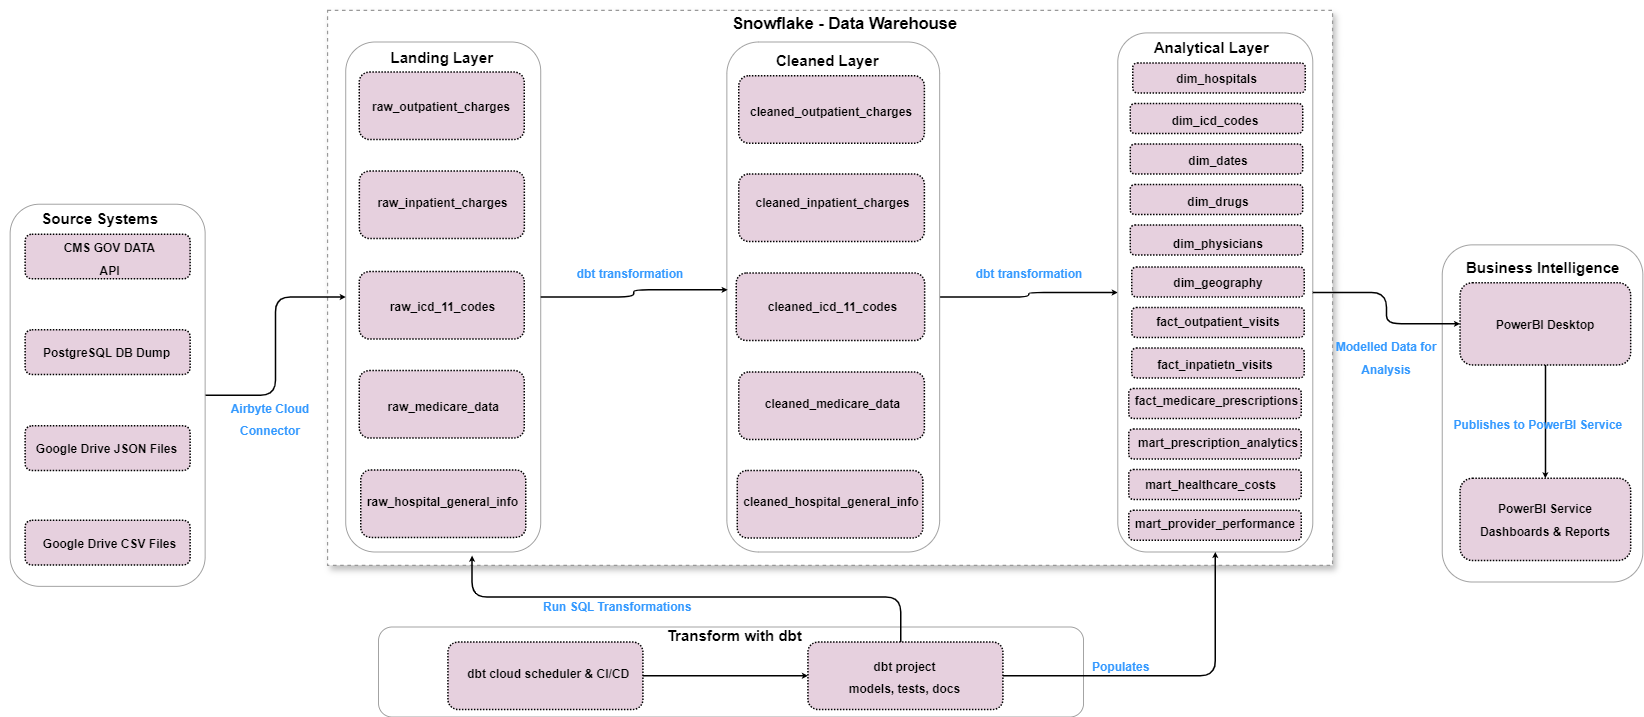 Snowflake - Data Warehouse
Source Systems
CMS GOV DATA
API
PostgreSQL DB Dump
Google Drive JSON Files
Google Drive CSV Files
Airbyte Cloud
Connector
Landing Layer
raw_outpatient_charges
raw_inpatient_charges
raw_icd_11_codes
raw_medicare_data
raw_hospital_general_info
dbt transformation
Cleaned Layer
cleaned_outpatient_charges
cleaned_inpatient_charges
cleaned_icd_11_codes
cleaned_medicare_data
cleaned_hospital_general_info
dbt transformation
Analytical Layer
dim_hospitals
dim_icd_codes
dim_dates
dim_drugs
dim_physicians
dim_geography
fact_outpatient_visits
fact_inpatietn_visits
fact_medicare_prescriptions
mart_prescription_analytics
mart_healthcare_costs
mart_provider_performance
Modelled Data for
Analysis
Business Intelligence
PowerBI Desktop
Publishes to PowerBI Service
PowerBI Service
Dashboards & Reports
Run SQL Transformations
Transform with dbt
dbt cloud scheduler & CI/CD
dbt project
models, tests, docs
Populates